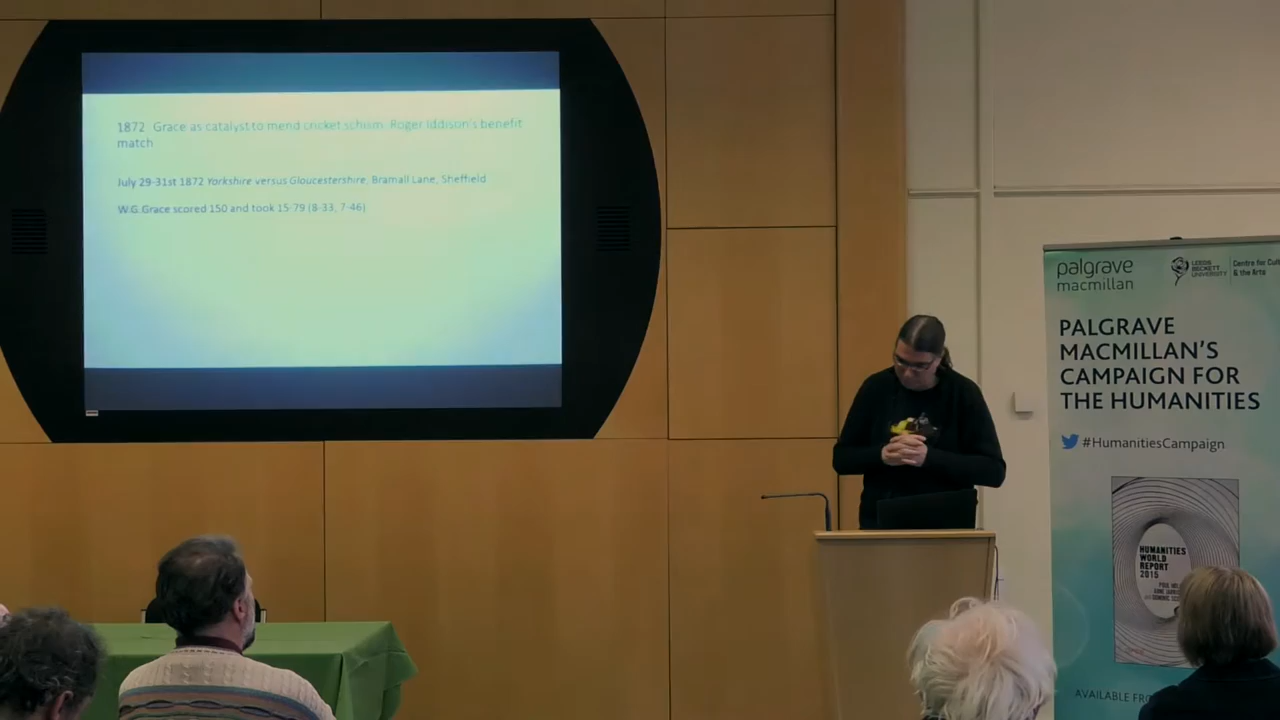 1872 Grace as catalyst to mend cricket schism: Roger Iddison's benefit
match
July 29-31st 1872 Yorkshire versus Gloucestershire, Bramall Lane, Sheffield
W.G.Grace scored 150 and took 15-79 (8-33, 7-46)
palgrave
macmillan
LEEDS
BECKETT
UNIVERSITY
Centre for Cul
& the Arts
PALGRAVE
MACMILLAN'S
CAMPAIGN FOR
THE HUMANITIES
#HumanitiesCampaign
HUMANITIES
WORLD
REPORT
2015
AVAILABLE FRO